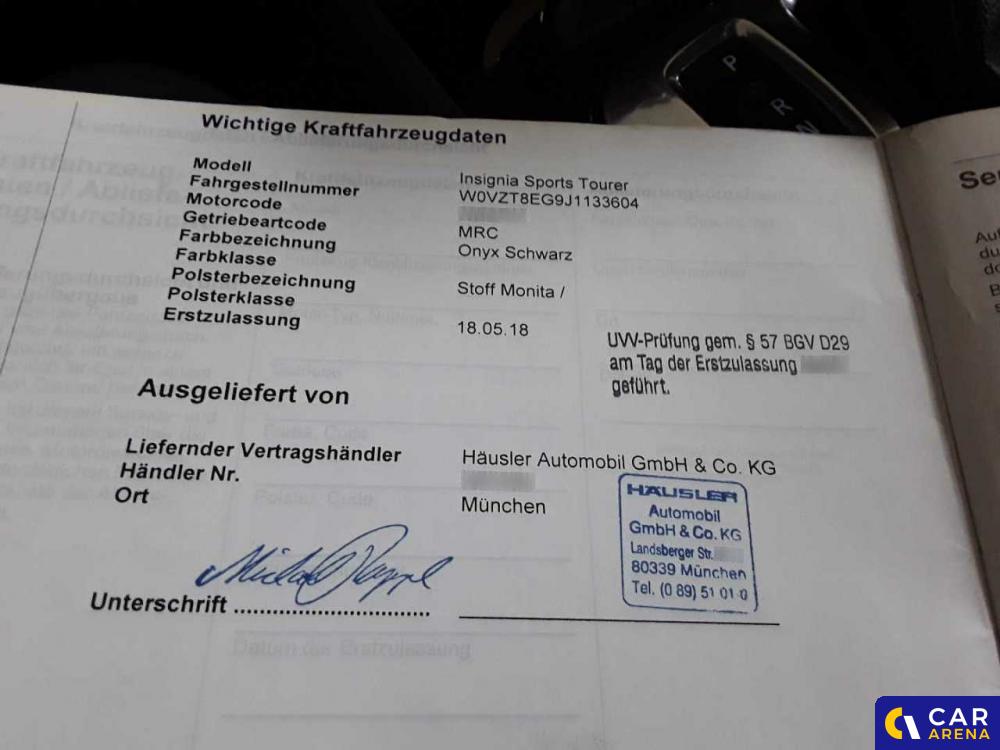 P
R
N
Wichtige Kraftfahrzeugdaten
Modell
Insignia Sports Tourer
Fahrgestellnummer
W0VZT8EG9J1133604
Motorcode
Getriebeartcode
MRC
Farbbezeichnung
Onyx Schwarz
Farbklasse
Polsterbezeichnung
Stoff Monita /
Polsterklasse
Erstzulassung
18.05.18
UVV-Prüfung gem. § 57 BGV D29
am Tag der Erstzulassung
geführt.
Ausgeliefert von
Liefernder Vertragshändler
Häusler Automobil GmbH & Co. KG
Händler Nr.
Ort
München
HÄUSLER
Automobil
GmbH & Co. KG
Landsberger Str.
80339 München
Tel. (0 89) 51 01 0
Unterschrift
Datum der Erstzulassung
CAR
ARENA